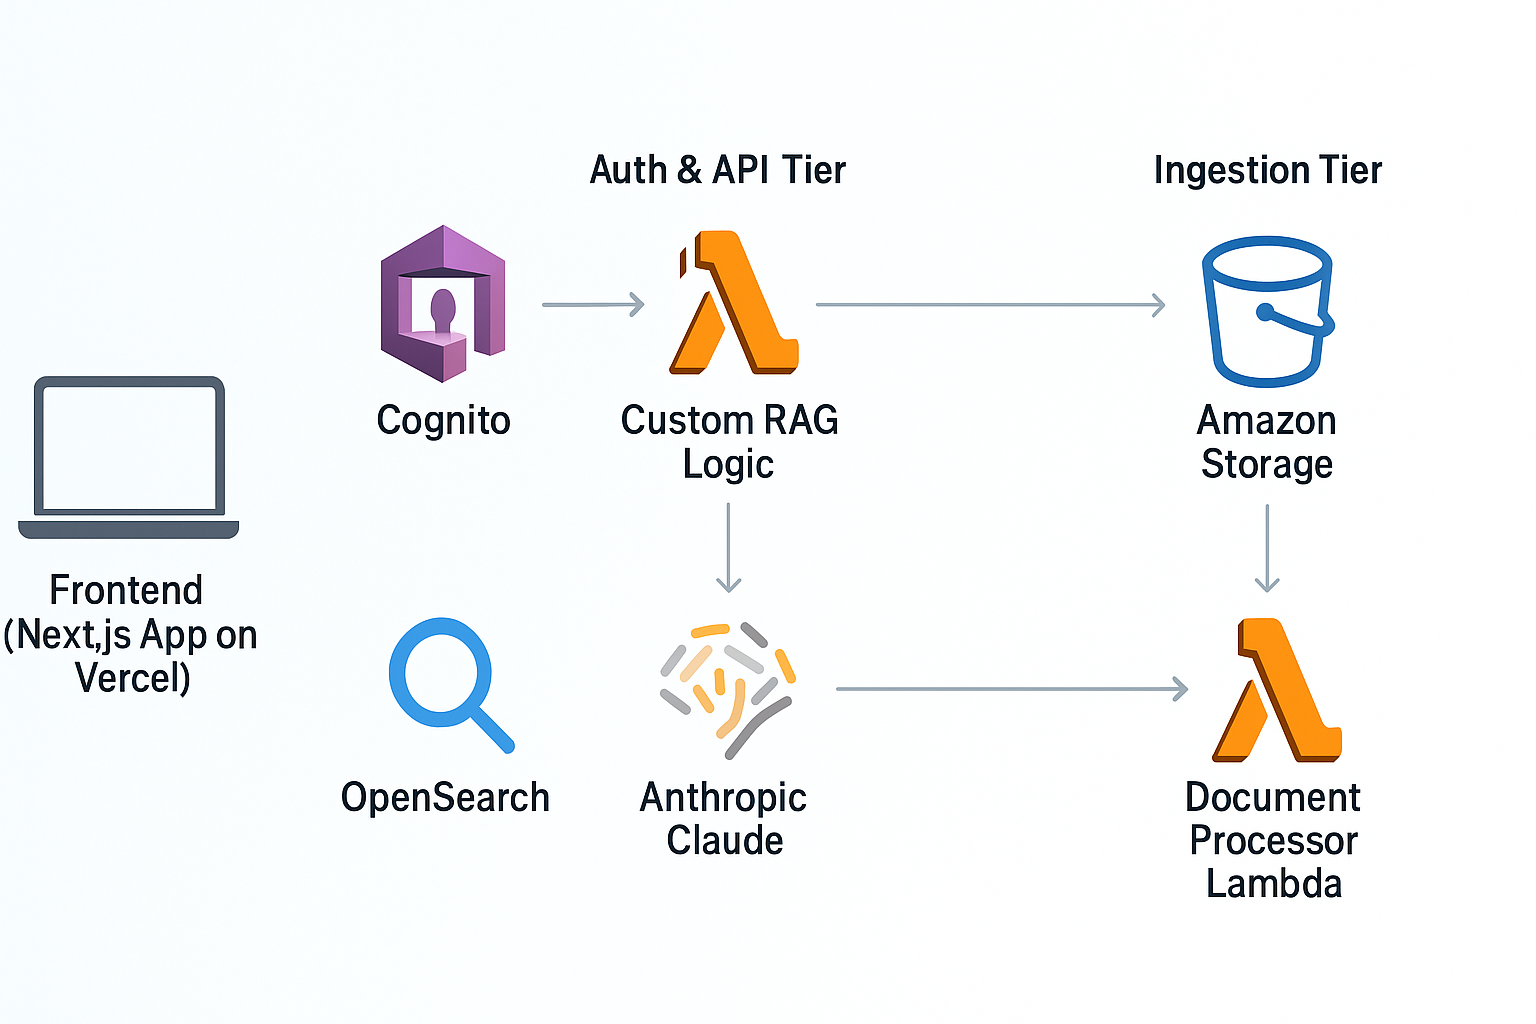 Auth & API Tier
Ingestion Tier
Cognito
Custom RAG
Logic
Amazon
Storage
Frontend
(Next,js App on
Vercel)
OpenSearch
Anthropic
Claude
Document
Processor
Lambda